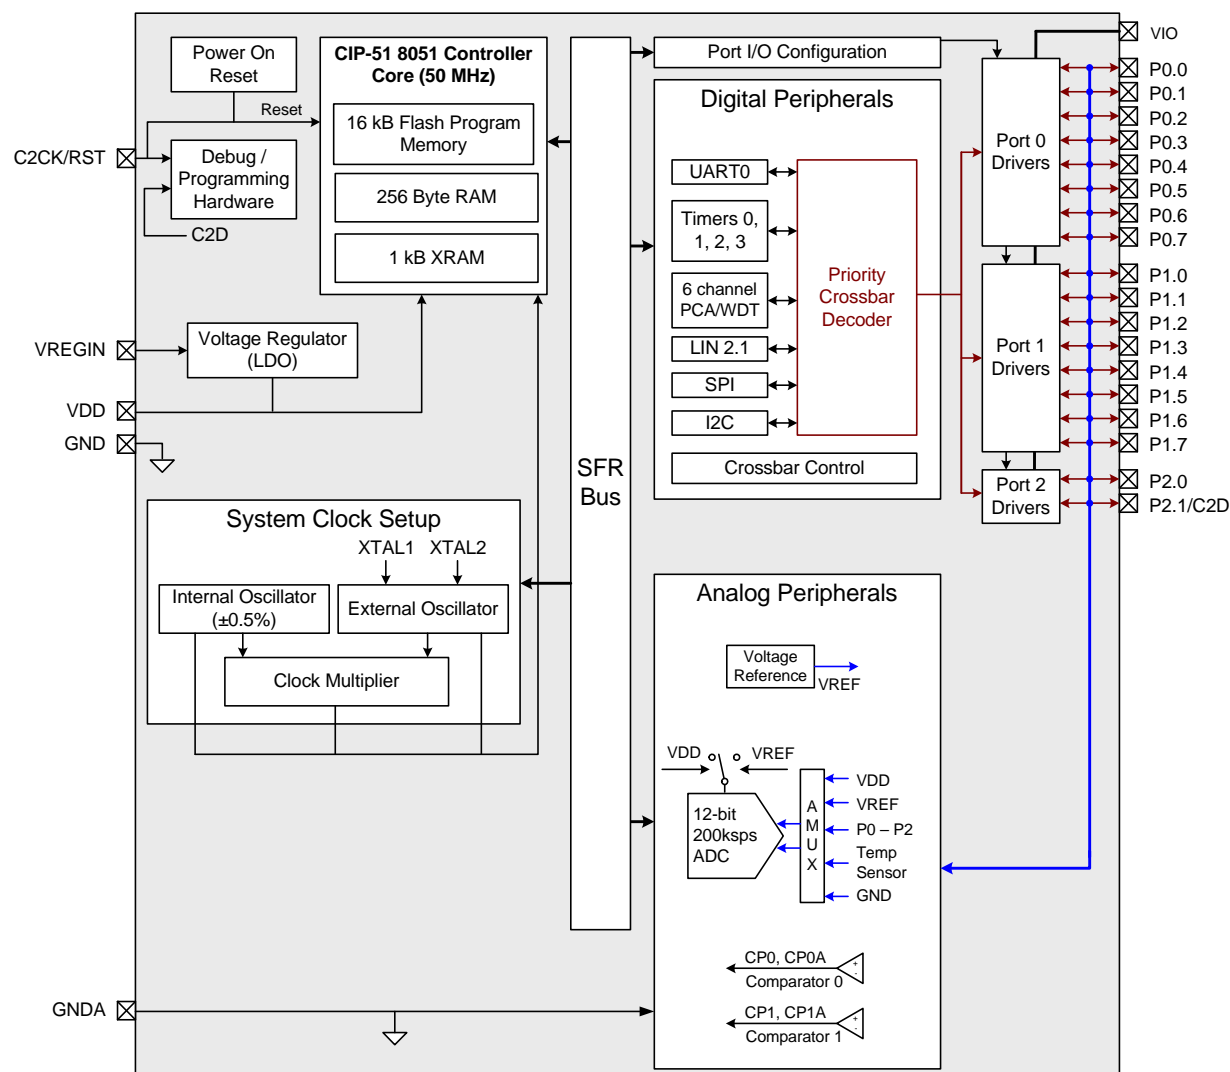 Power On
Reset
CIP-51 8051 Controller
Core (50 MHz)
16 kB Flash Program
Memory
256 Byte RAM
1 kB XRAM
Reset
C2CK/RST
Debug /
Programming
Hardware
C2D
VREGIN
Voltage Regulator
(LDO)
VDD
GND
System Clock Setup
XTAL1
XTAL2
Internal Oscillator
(±0.5%)
External Oscillator
Clock Multiplier
GNDA
SFR
Bus
Port I/O Configuration
Digital Peripherals
UART0
Timers 0,
1, 2, 3
6 channel
PCA/WDT
LIN 2.1
SPI
I2C
Priority
Crossbar
Decoder
Crossbar Control
Port 0
Drivers
Port 1
Drivers
Port 2
Drivers
VIO
P0.0
P0.1
P0.2
P0.3
P0.4
P0.5
P0.6
P0.7
P1.0
P1.1
P1.2
P1.3
P1.4
P1.5
P1.6
P1.7
P2.0
P2.1/C2D
Analog Peripherals
Voltage
Reference
VREF
VDD
VREF
12-bit
200ksps
ADC
A
M
U
X
VDD
VREF
P0 – P2
Temp
Sensor
GND
CP0, CP0A
+
-
Comparator 0
CP1, CP1A
+
-
Comparator 1